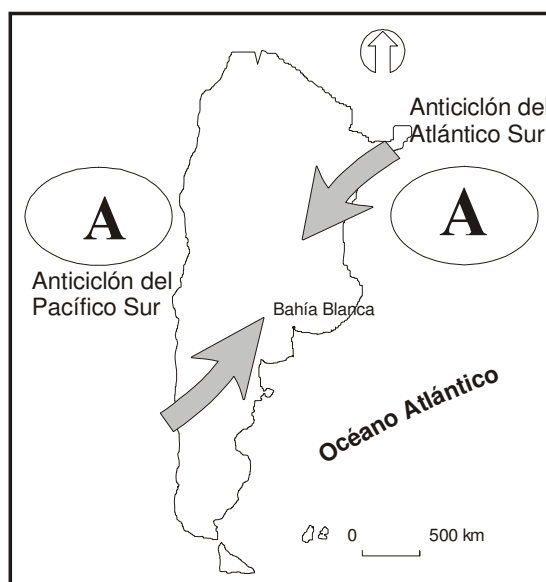 Anticiclón del
Atlántico Sur
A
A
Anticiclón del
Pacífico Sur
Bahía Blanca
Océano Atlántico
0 500 km